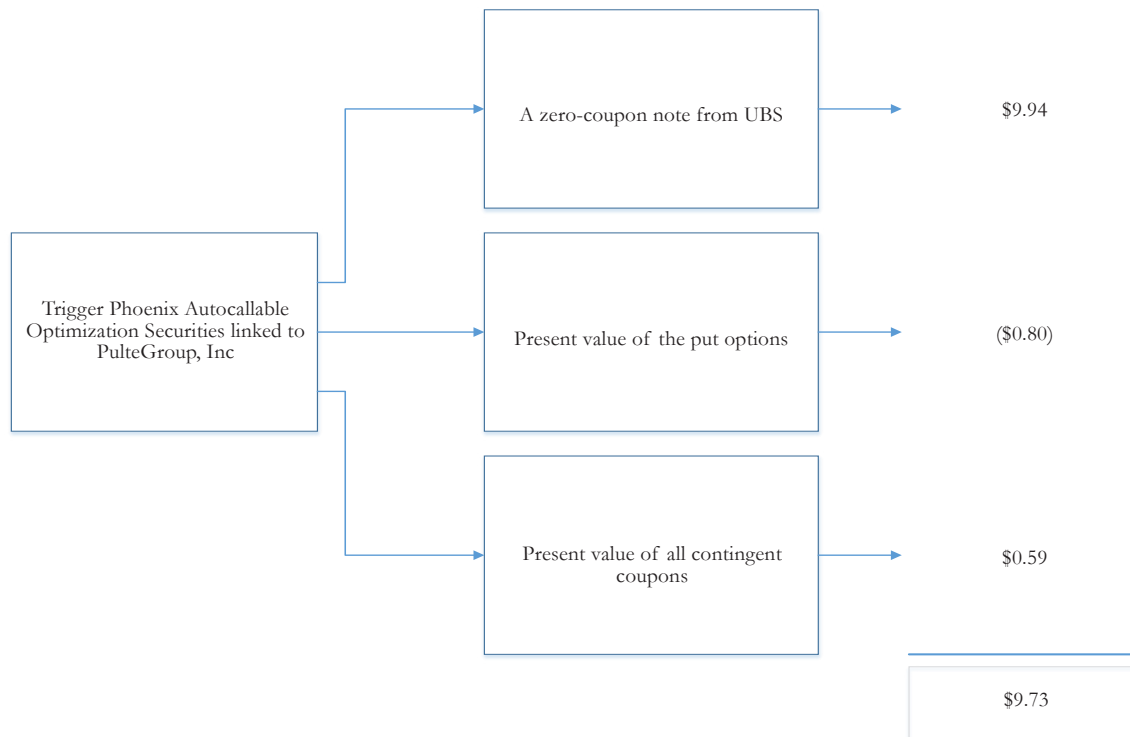 A zero-coupon note from UBS
$9.94
Trigger Phoenix Autocallable
Optimization Securities linked to
PulteGroup, Inc
Present value of the put options
($0.80)
Present value of all contingent
coupons
$0.59
$9.73